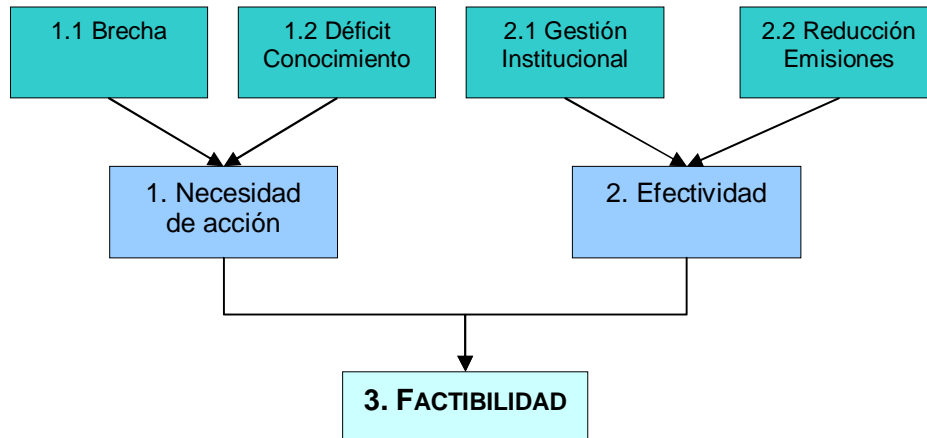 1.1 Brecha
1.2 Déficit
Conocimiento
2.1 Gestión
Institucional
2.2 Reducción
Emisiones
1. Necesidad
de acción
2. Efectividad
3. FACTIBILIDAD